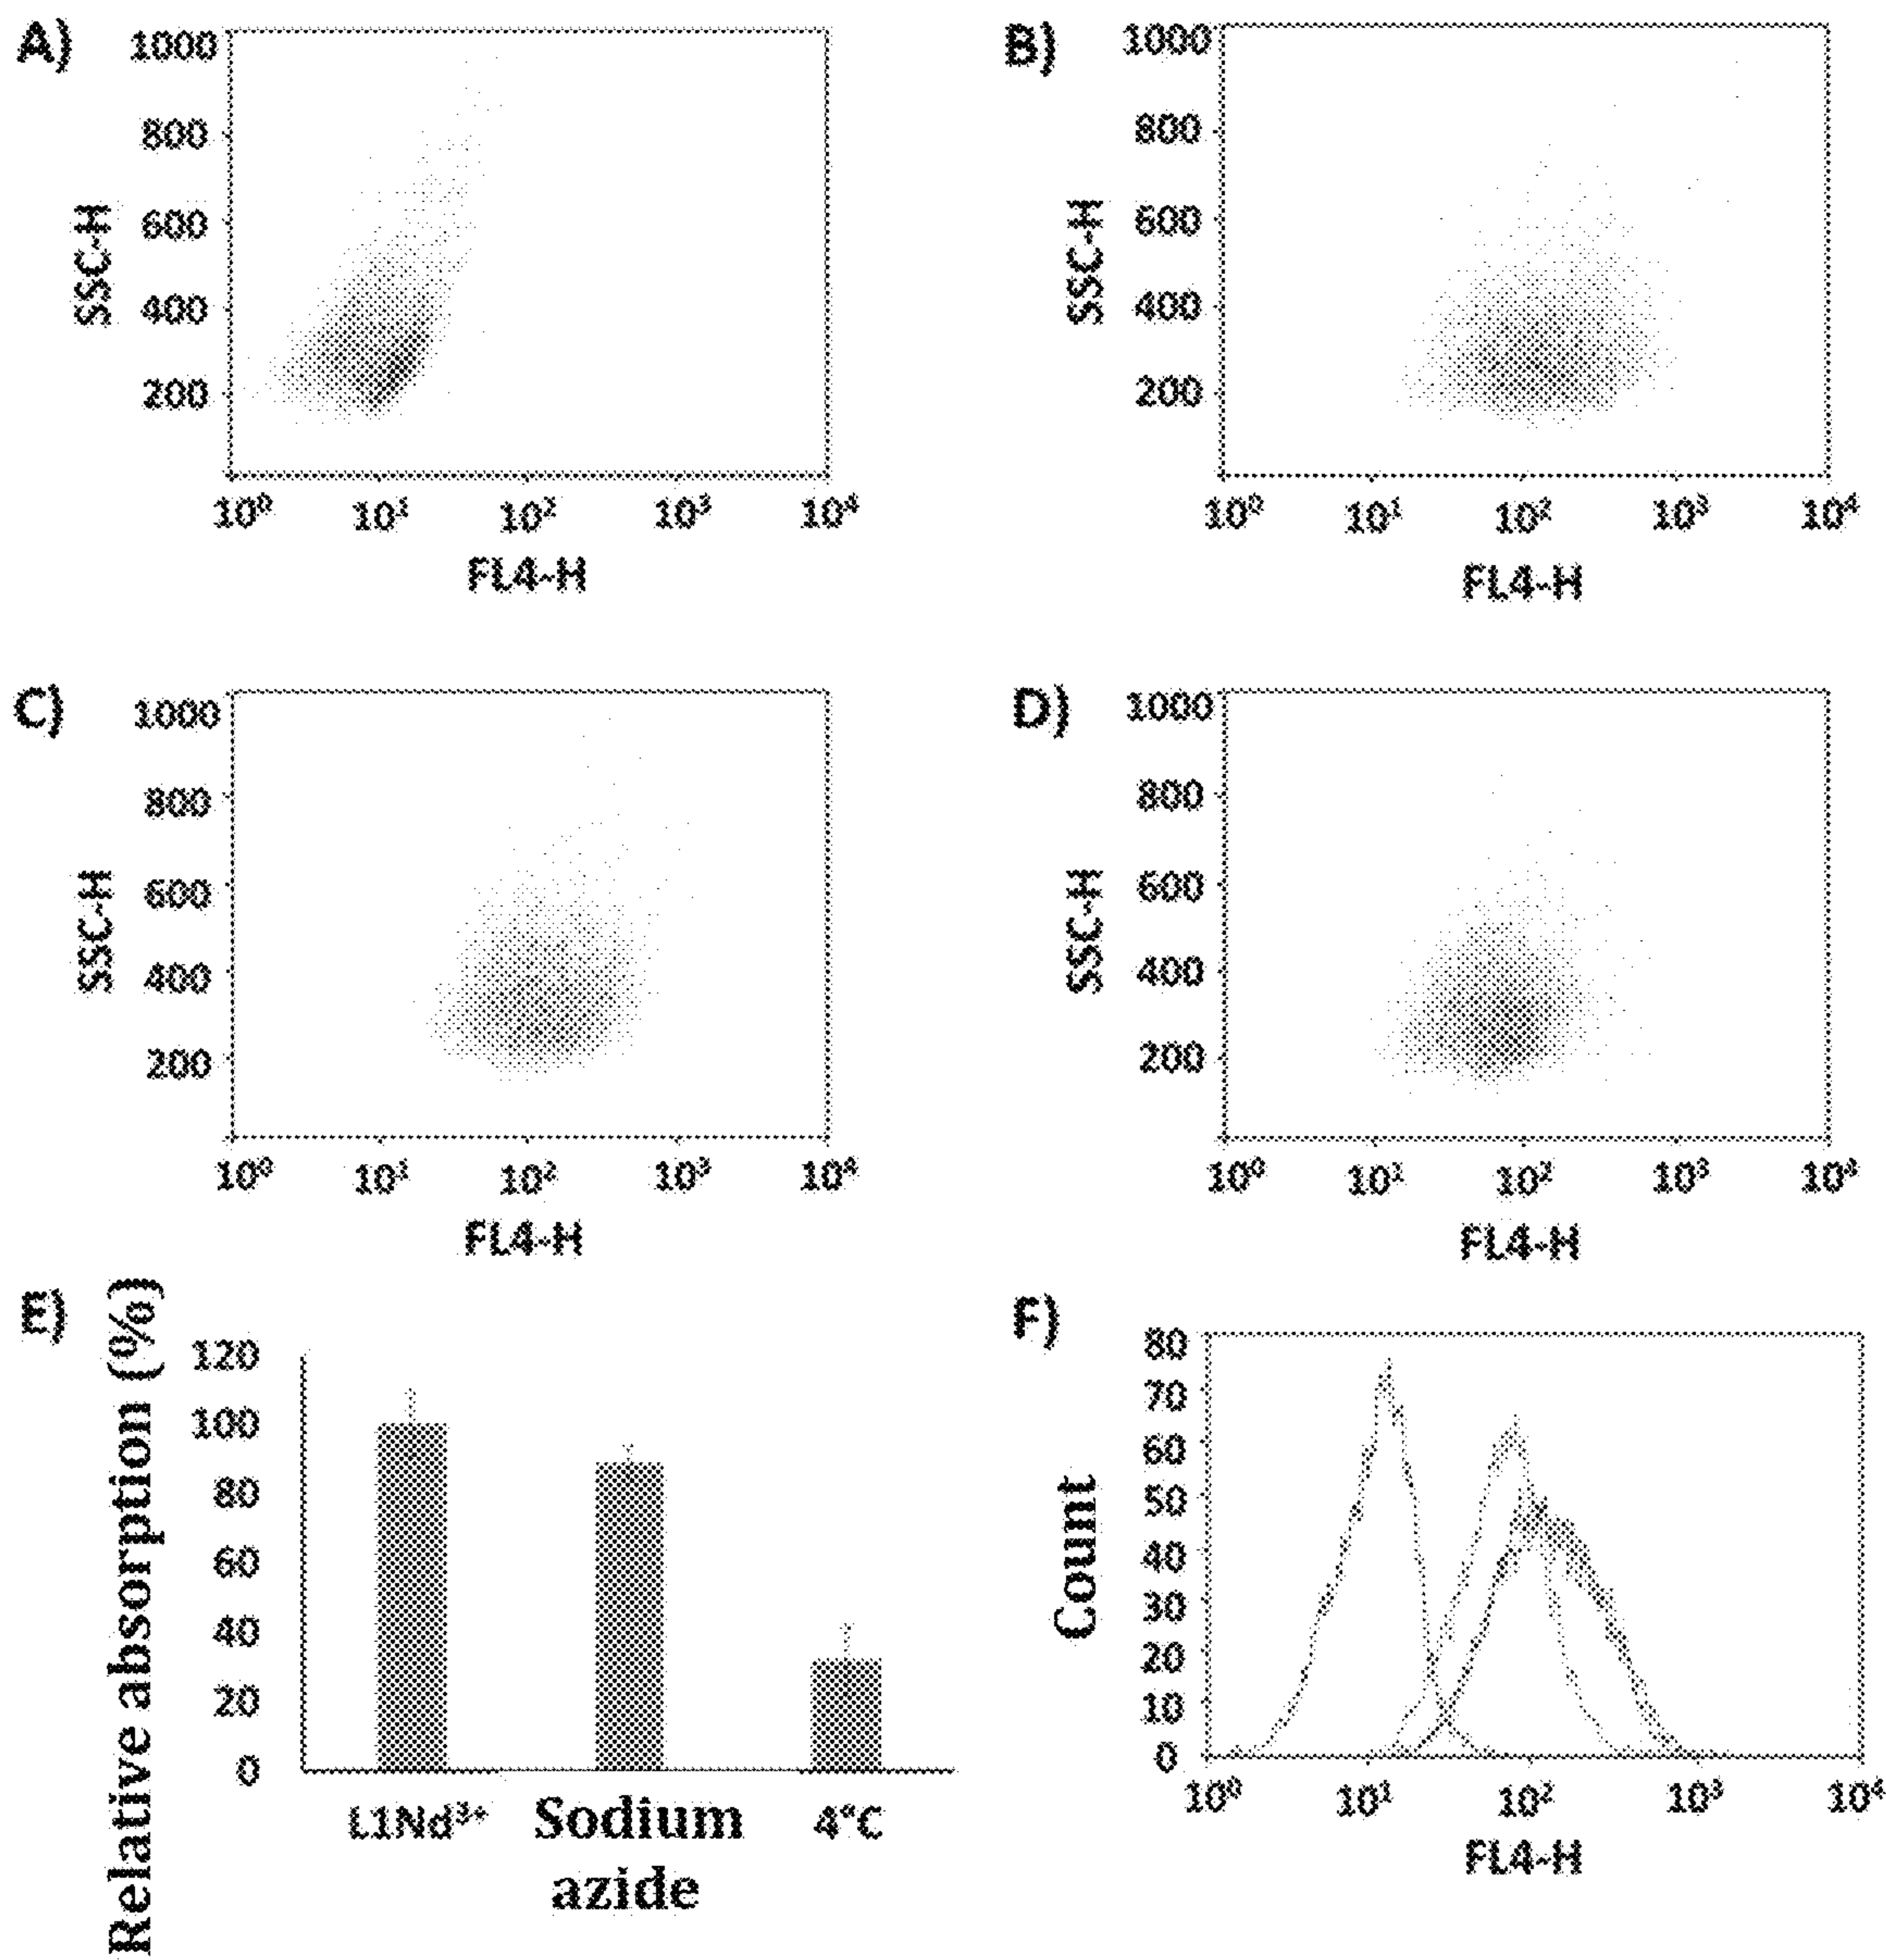 A)
1000
800
600
400
200
SSC-H
10⁰ 10¹ 10² 10³ 10⁴
FL4-H
B)
1000
800
600
400
200
SSC-H
10⁰ 10¹ 10² 10³ 10⁴
FL4-H
C)
1000
800
600
400
200
SSC-H
10⁰ 10¹ 10² 10³ 10⁴
FL4-H
D)
1000
800
600
400
200
SSC-H
10⁰ 10¹ 10² 10³ 10⁴
FL4-H
E)
Relative absorption (%)
120
100
80
60
40
20
0
L1Nd³⁺ Sodium 4°C
azide
F)
80
70
60
50
40
30
20
10
0
Count
10⁰ 10¹ 10² 10³ 10⁴
FL4-H